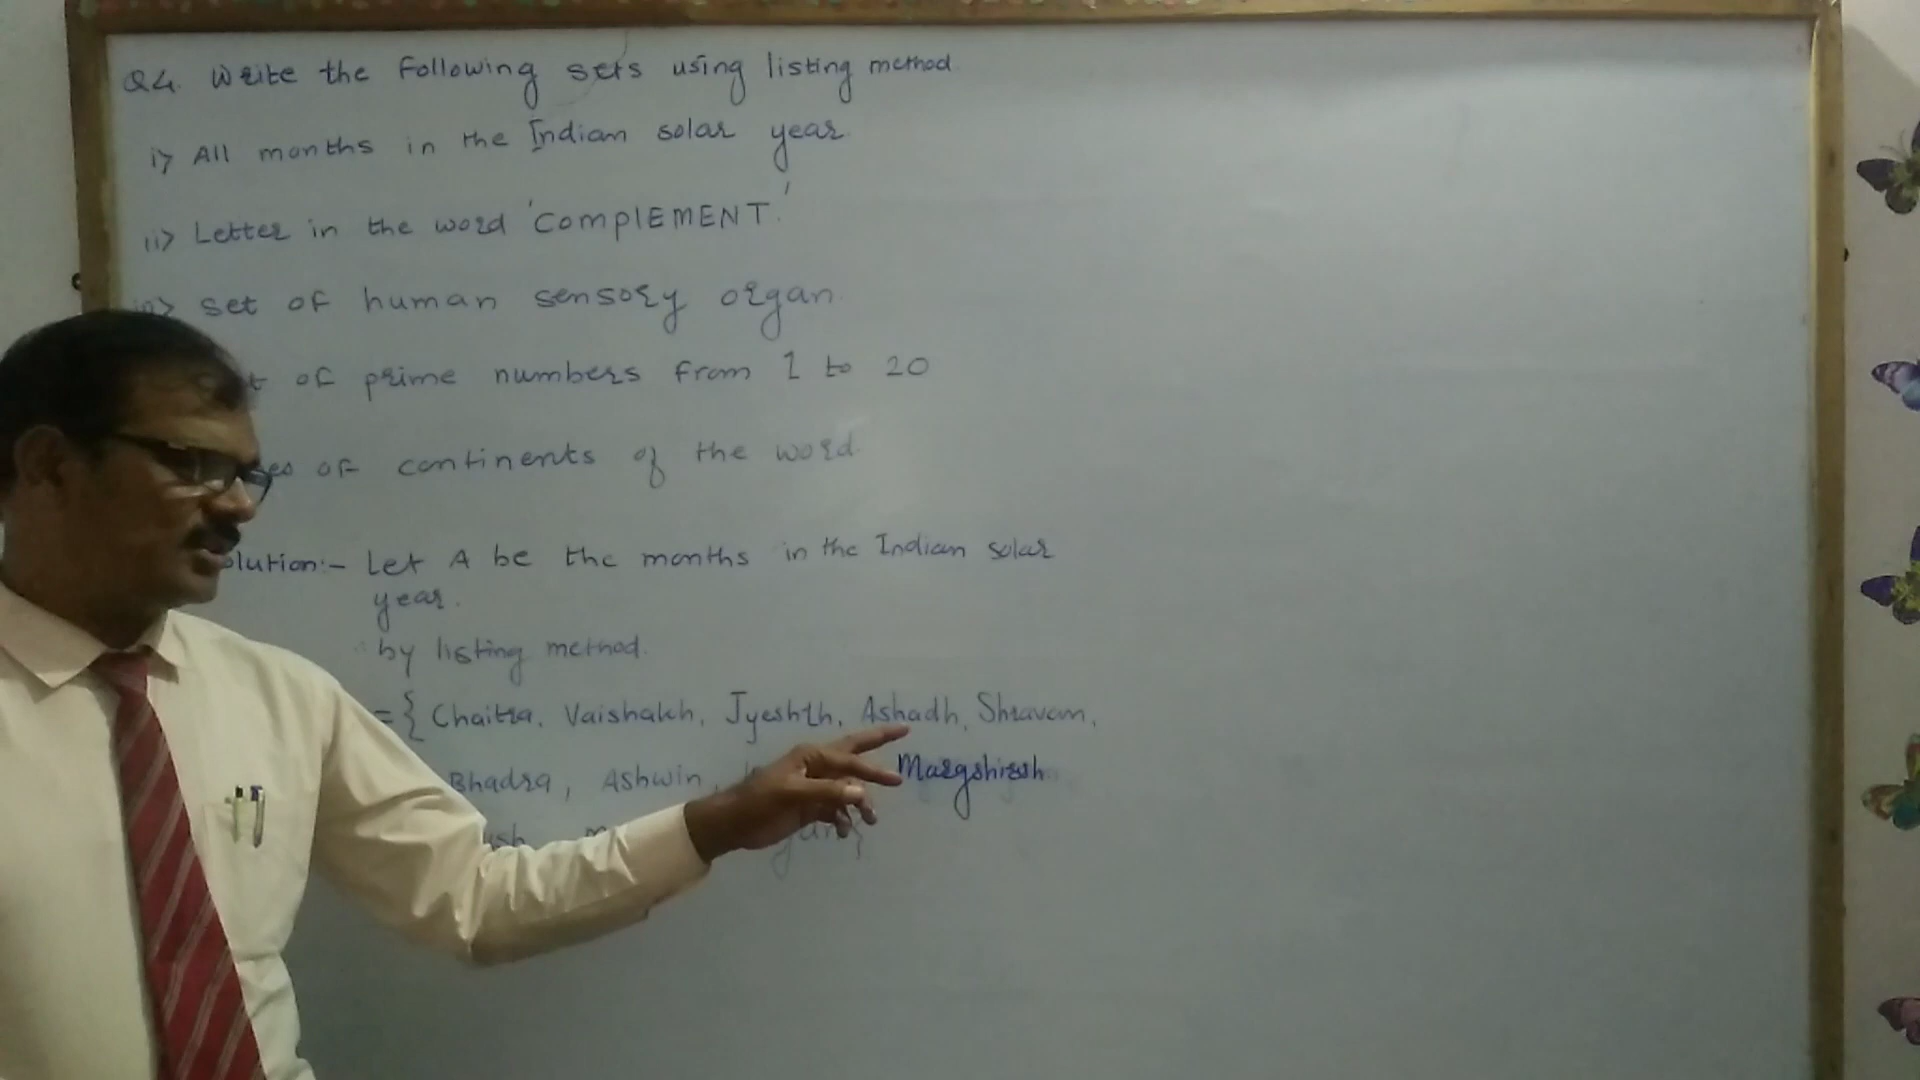 Q4. Write the following sets using listing method.
i> All months in the Indian solar year.
ii> Letter in the word 'COMPLEMENT.'
set of human sensory organ.
of prime numbers from 1 to 20
of continents of the word.
olution:- Let A be the months in the Indian solar
year.
by listing method.
={ Chaitra, Vaishakh, Jyeshth, Ashadh, Shravan,
Bhadra, Ashwin, Margshirsh